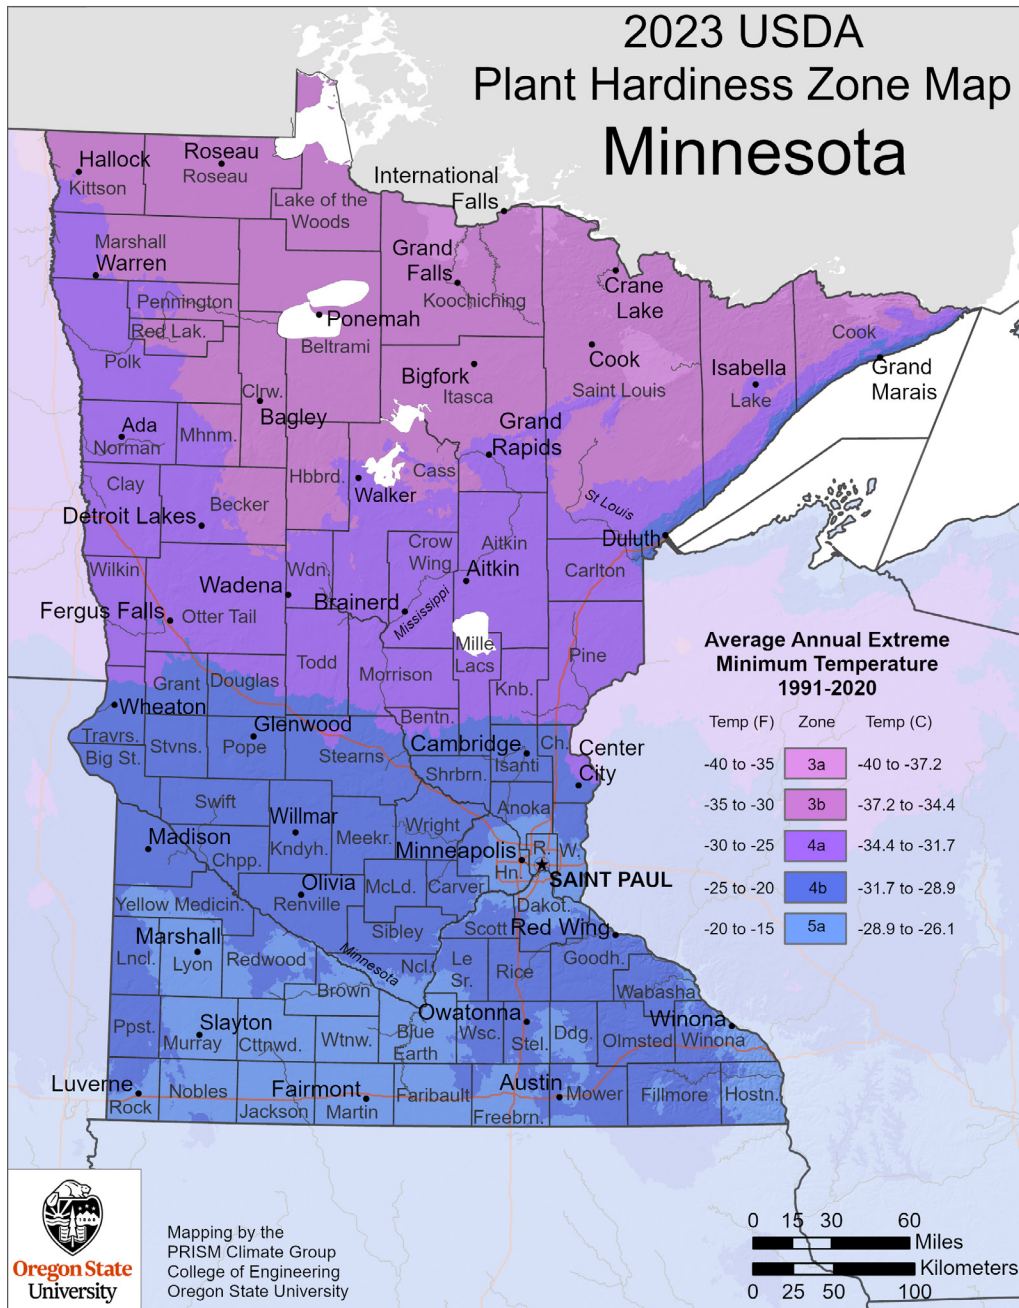 2023 USDA
Plant Hardiness Zone Map
Minnesota
Hallock
Kittson
Roseau
Roseau
Lake of the
Woods
International
Falls
Marshall
Warren
Grand
Falls
Koochiching
Crane
Lake
Pennington
Red Lak.
Ponemah
Beltrami
Polk
Cook
Cook
Saint Louis
Isabella
Lake
Grand
Marais
Bigfork
Itasca
Clrw.
Bagley
Ada
Norman
Mhnm.
Grand
Rapids
Clay
Hbbrd.
Cass
Walker
Becker
Detroit Lakes
St Louis
Duluth
Crow
Wing
Aitkin
Aitkin
Carlton
Wilkin
Wadena
Wdn.
Brainerd
Mississippi
Fergus Falls
Otter Tail
Mille
Lacs
Pine
Todd
Morrison
Knb.
Grant
Douglas
Wheaton
Travrs.
Big St.
Stvns.
Glenwood
Pope
Stearns
Bentn.
Cambridge
Isanti
Ch.
Center
City
Shrbrn.
Anoka
Swift
Willmar
Kndyh.
Meekr.
Wright
Madison
Chpp.
Minneapolis
Hn.
R.
W.
SAINT PAUL
Olivia
Renville
McLd.
Carver
Dakot.
Yellow Medicin.
Sibley
Scott
Red Wing
Marshall
Lyon
Lncl.
Redwood
Minnesota
Ncl.
Le
Sr.
Rice
Goodh.
Brown
Wabasha
Ppst.
Slayton
Murray
Cttnwd.
Wtnw.
Blue
Earth
Owatonna
Wsc.
Stel.
Ddg.
Olmsted
Winona
Winona
Luverne
Rock
Nobles
Fairmont
Jackson
Martin
Faribault
Austin
Freebrn.
Mower
Fillmore
Hostn.
Average Annual Extreme
Minimum Temperature
1991-2020
Temp (F) Zone Temp (C)
-40 to -35 3a -40 to -37.2
-35 to -30 3b -37.2 to -34.4
-30 to -25 4a -34.4 to -31.7
-25 to -20 4b -31.7 to -28.9
-20 to -15 5a -28.9 to -26.1
1868
Oregon State
University
Mapping by the
PRISM Climate Group
College of Engineering
Oregon State University
0 15 30 60
Miles
Kilometers
0 25 50 100